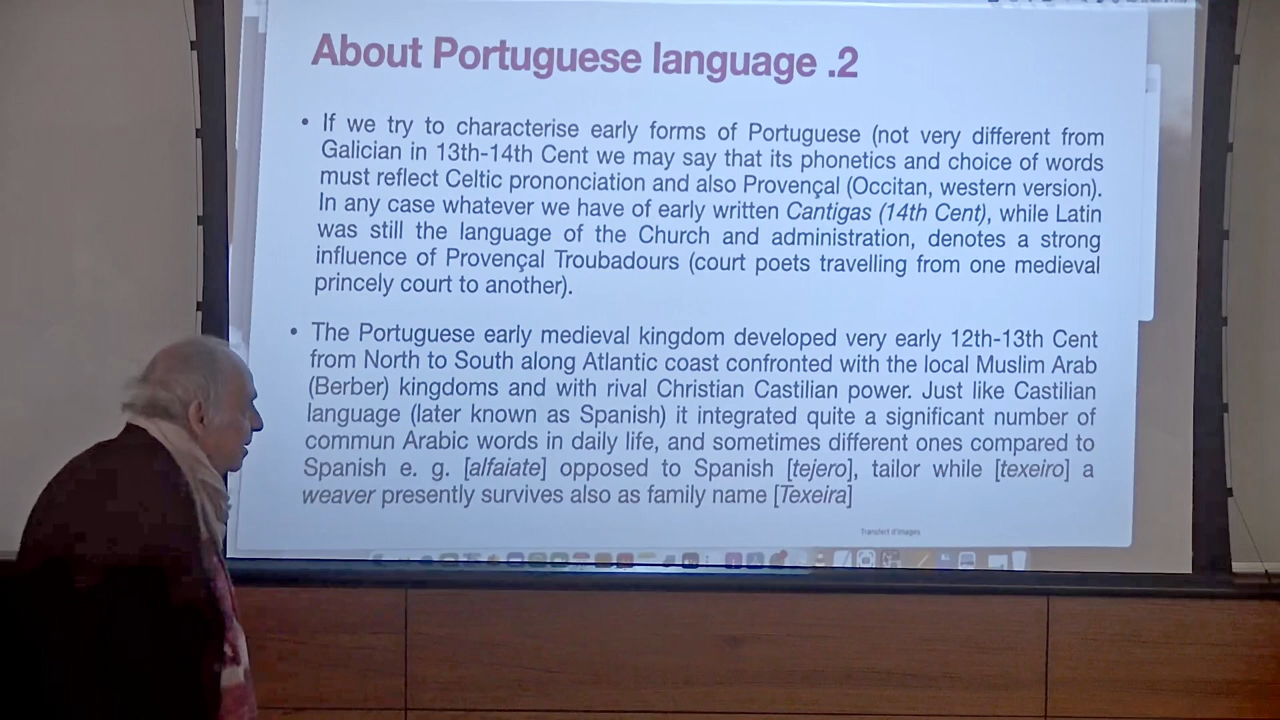 About Portuguese language .2
• If we try to characterise early forms of Portuguese (not very different from
Galician in 13th-14th Cent we may say that its phonetics and choice of words
must reflect Celtic prononciation and also Provençal (Occitan, western version).
In any case whatever we have of early written Cantigas (14th Cent), while Latin
was still the language of the Church and administration, denotes a strong
influence of Provençal Troubadours (court poets travelling from one medieval
princely court to another).
• The Portuguese early medieval kingdom developed very early 12th-13th Cent
from North to South along Atlantic coast confronted with the local Muslim Arab
(Berber) kingdoms and with rival Christian Castilian power. Just like Castilian
language (later known as Spanish) it integrated quite a significant number of
commun Arabic words in daily life, and sometimes different ones compared to
Spanish e. g. [alfaiate] opposed to Spanish [tejero], tailor while [texeiro] a
weaver presently survives also as family name [Texeira]
Transfert d'images